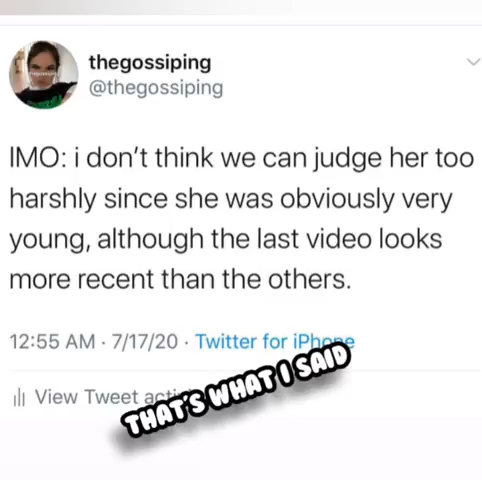 thegossiping
@thegossiping
IMO: i don't think we can judge her too
harshly since she was obviously very
young, although the last video looks
more recent than the others.
12:55 AM · 7/17/20 · Twitter for iPhone
View Tweet
THAT'S WHAT I SAID